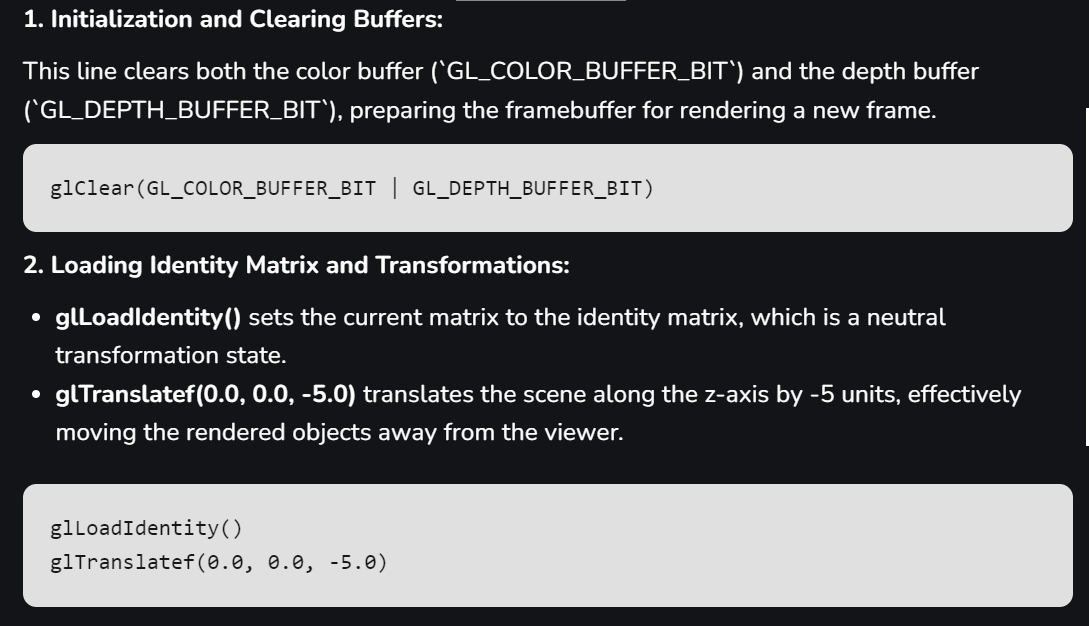 1. Initialization and Clearing Buffers:
This line clears both the color buffer (`GL_COLOR_BUFFER_BIT`) and the depth buffer
(`GL_DEPTH_BUFFER_BIT`), preparing the framebuffer for rendering a new frame.
glClear(GL_COLOR_BUFFER_BIT | GL_DEPTH_BUFFER_BIT)
2. Loading Identity Matrix and Transformations:
• glLoadIdentity() sets the current matrix to the identity matrix, which is a neutral
transformation state.
• glTranslatef(0.0, 0.0, -5.0) translates the scene along the z-axis by -5 units, effectively
moving the rendered objects away from the viewer.
glLoadIdentity()
glTranslatef(0.0, 0.0, -5.0)